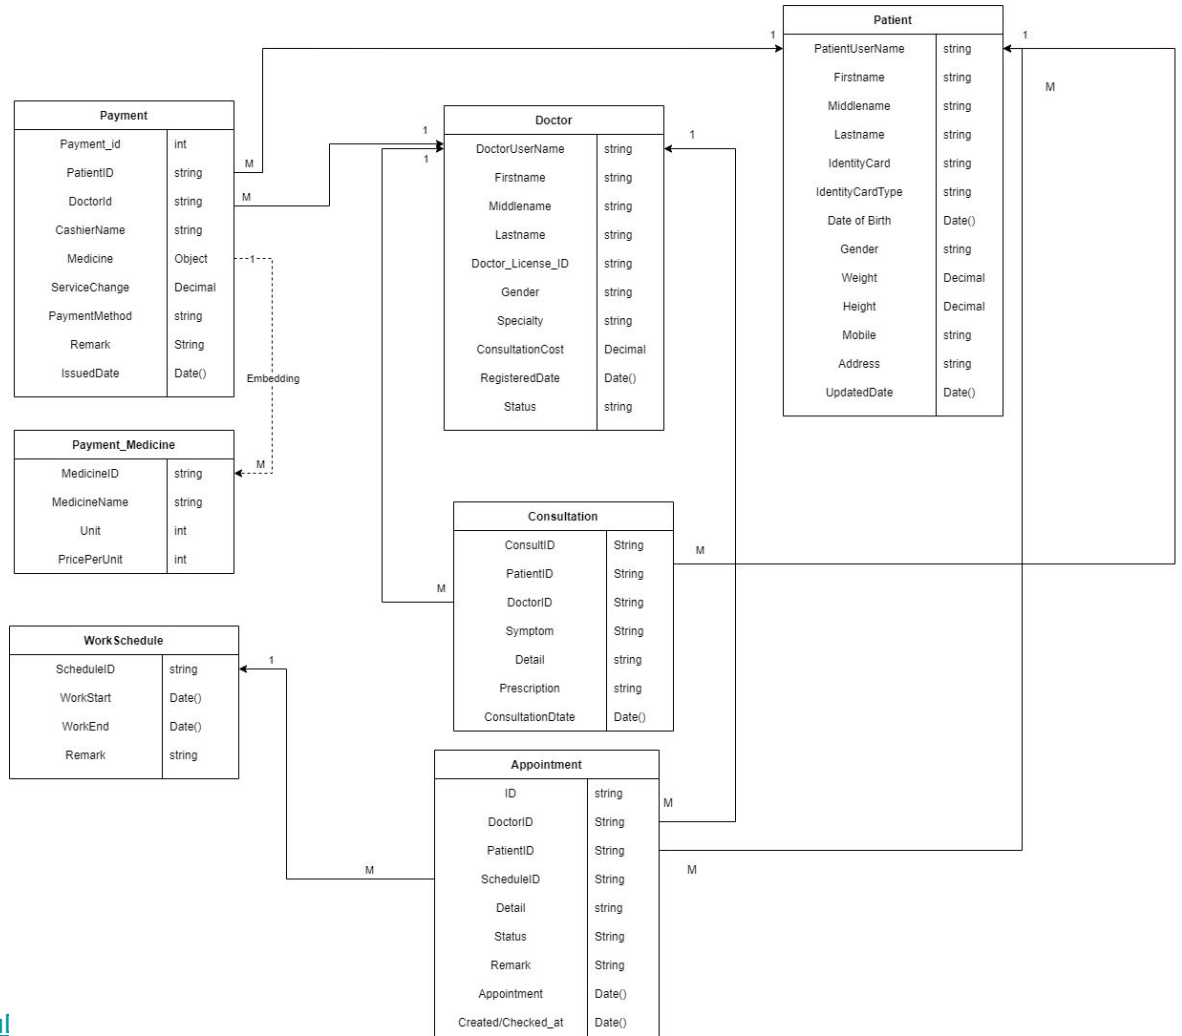 Patient
PatientUserName string
Firstname string
Middlename string
Lastname string
IdentityCard string
IdentityCardType string
Date of Birth Date()
Gender string
Weight Decimal
Height Decimal
Mobile string
Address string
UpdatedDate Date()
1
1
M
Payment
Payment_id int
PatientID string
DoctorId string
CashierName string
Medicine Object
ServiceChange Decimal
PaymentMethod string
Remark String
IssuedDate Date()
M
M
1
Embedding
M
Doctor
DoctorUserName string
Firstname string
Middlename string
Lastname string
Doctor_License_ID string
Gender string
Specialty string
ConsultationCost Decimal
RegisteredDate Date()
Status string
1
1
1
Payment_Medicine
MedicineID string
MedicineName string
Unit int
PricePerUnit int
Consultation
ConsultID String
PatientID String
DoctorID String
Symptom String
Detail string
Prescription string
ConsultationDtate Date()
M
M
WorkSchedule
ScheduleID string
WorkStart Date()
WorkEnd Date()
Remark string
1
M
Appointment
ID string
DoctorID String
PatientID String
ScheduleID String
Detail string
Status String
Remark String
Appointment Date()
Created/Checked_at Date()
M
M